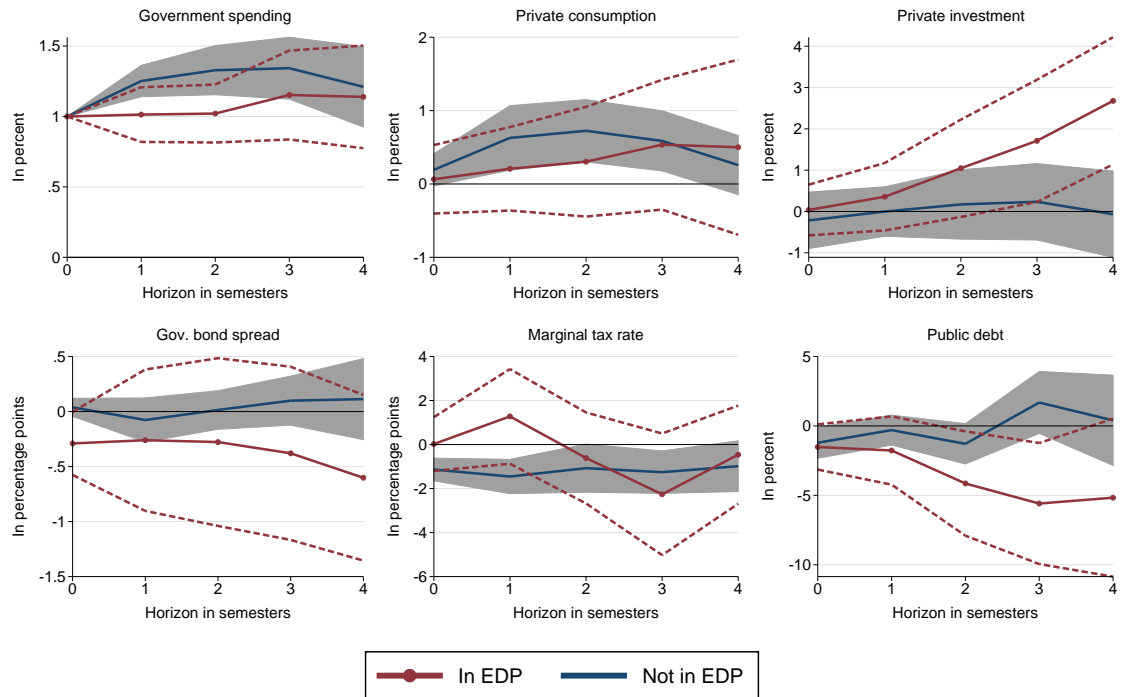 Government spending
In percent
1.5
1
.5
0
0 1 2 3 4
Horizon in semesters
Private consumption
In percent
2
1
0
-1
0 1 2 3 4
Horizon in semesters
Private investment
In percent
4
3
2
1
0
-1
0 1 2 3 4
Horizon in semesters
Gov. bond spread
In percentage points
.5
0
-.5
-1
-1.5
0 1 2 3 4
Horizon in semesters
Marginal tax rate
In percentage points
4
2
0
-2
-4
-6
0 1 2 3 4
Horizon in semesters
Public debt
In percent
5
0
-5
-10
0 1 2 3 4
Horizon in semesters
In EDP Not in EDP